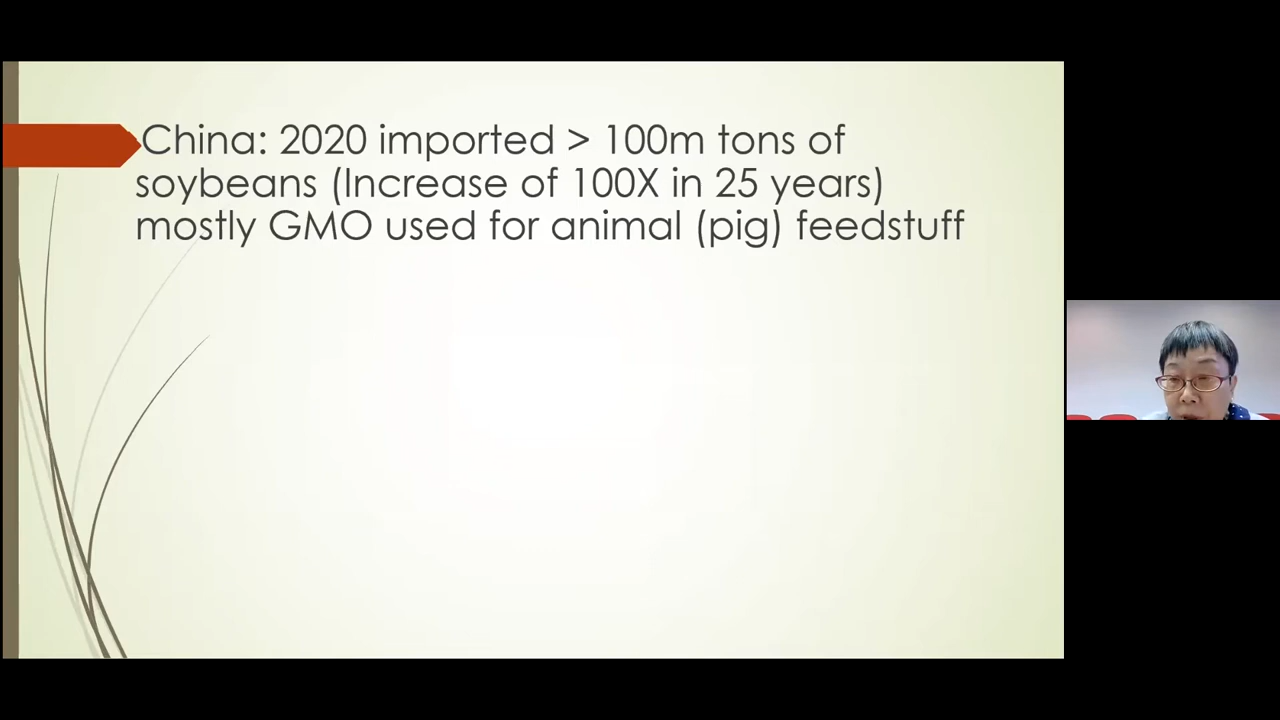 China: 2020 imported > 100m tons of
soybeans (Increase of 100X in 25 years)
mostly GMO used for animal (pig) feedstuff